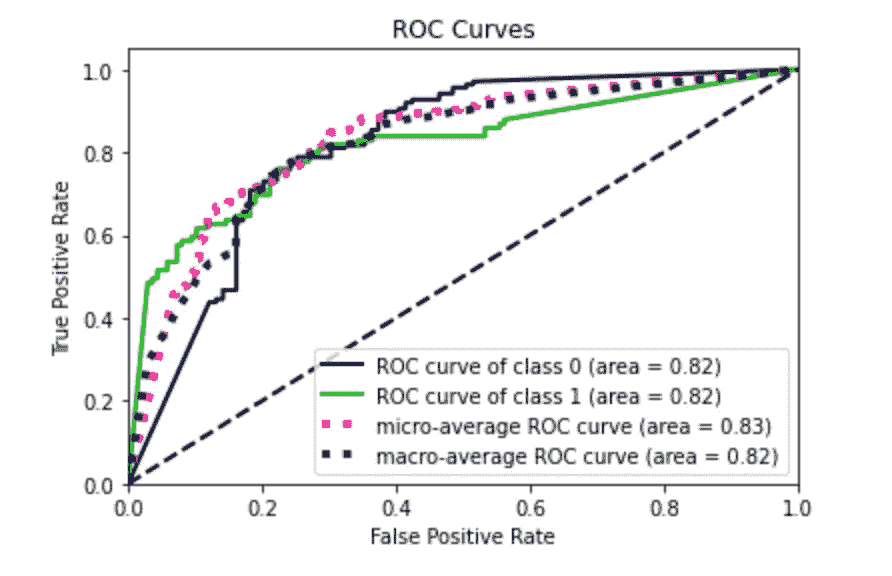 ROC Curves
True Positive Rate
1.0
0.8
0.6
0.4
0.2
0.0
ROC curve of class 0 (area = 0.82)
ROC curve of class 1 (area = 0.82)
micro-average ROC curve (area = 0.83)
macro-average ROC curve (area = 0.82)
0.0 0.2 0.4 0.6 0.8 1.0
False Positive Rate